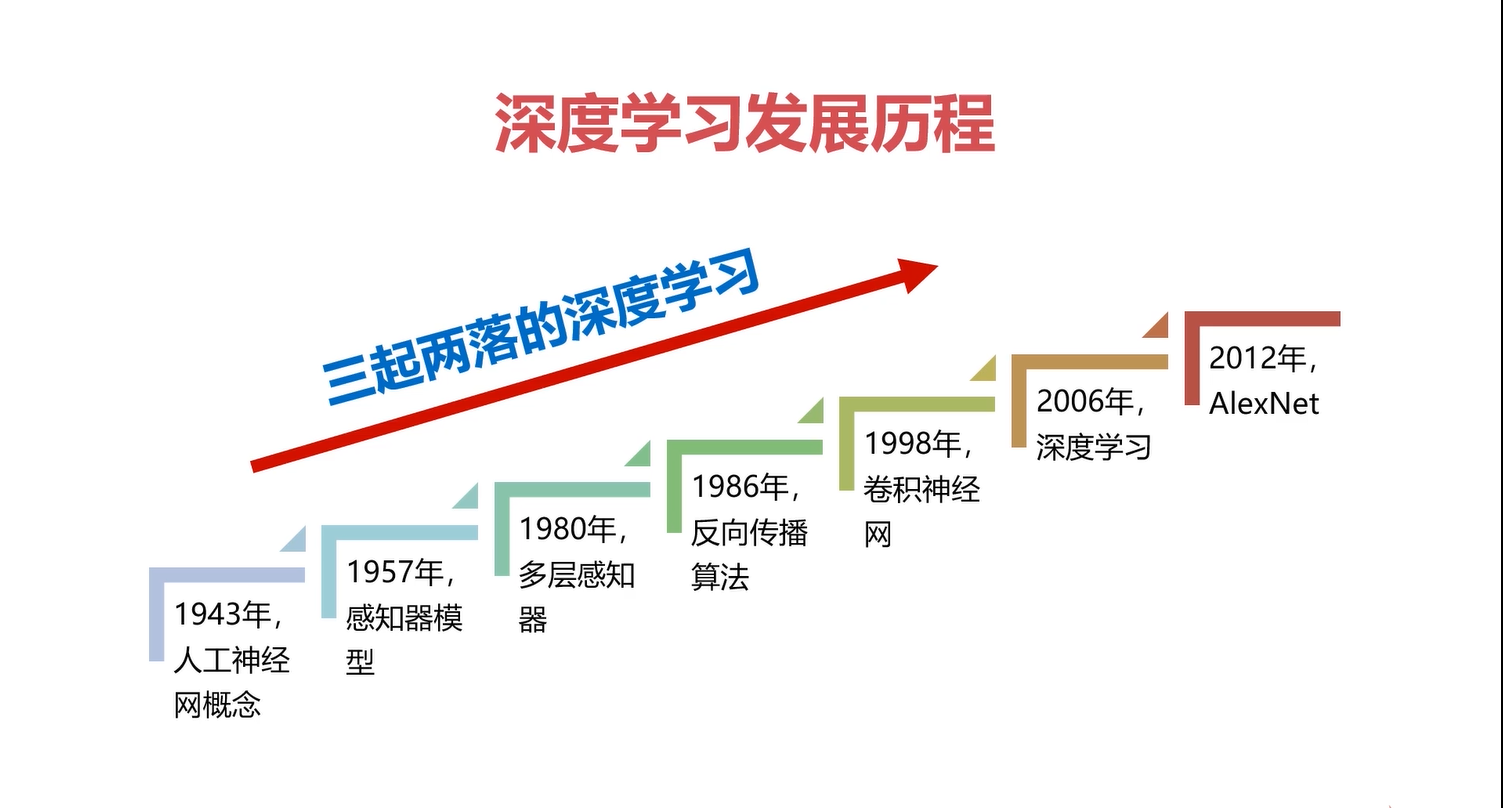 深度学习发展历程
三起两落的深度学习
1943年，
人工神经
网概念
1957年，
感知器模
型
1980年，
多层感知
器
1986年，
反向传播
算法
1998年，
卷积神经
网
2006年，
深度学习
2012年，
AlexNet